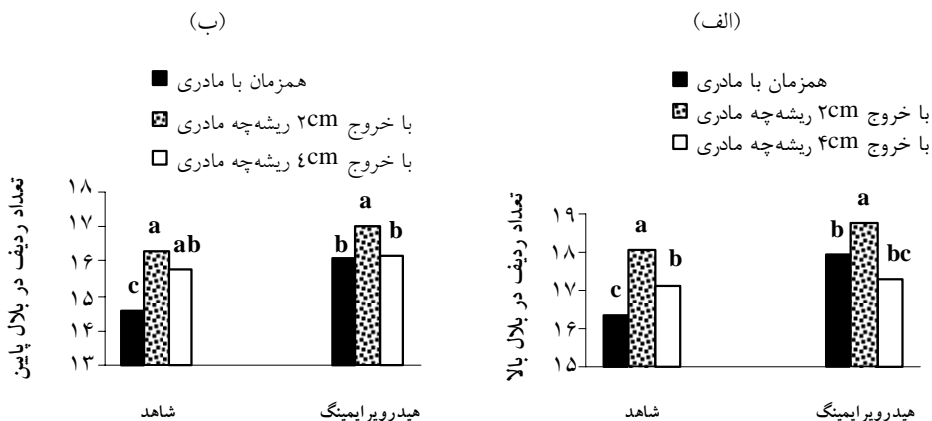 (الف)
همزمان با مادری
با خروج ۲cm ریشه‌چه مادری
با خروج ۴cm ریشه‌چه مادری
تعداد ردیف در بلال بالا
۱۹
۱۸
۱۷
۱۶
۱۵
c
a
b
b
a
bc
شاهد
هیدروپرایمینگ
(ب)
همزمان با مادری
با خروج ۲cm ریشه‌چه مادری
با خروج ٤cm ریشه‌چه مادری
تعداد ردیف در بلال پایین
۱۸
۱۷
۱۶
۱۵
۱۴
۱۳
c
a
ab
b
a
b
شاهد
هیدروپرایمینگ